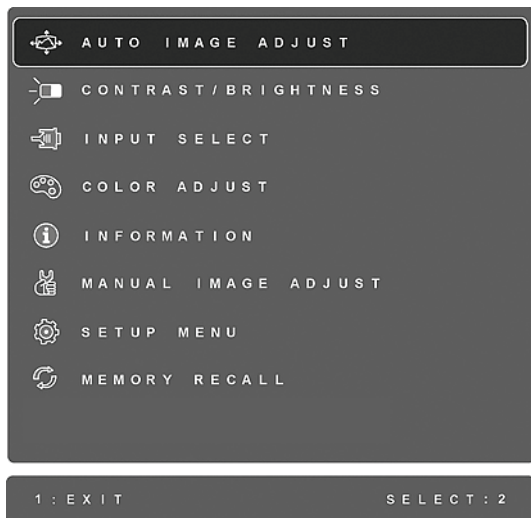 AUTO IMAGE ADJUST
CONTRAST/BRIGHTNESS
INPUT SELECT
COLOR ADJUST
INFORMATION
MANUAL IMAGE ADJUST
SETUP MENU
MEMORY RECALL
1:EXIT SELECT:2